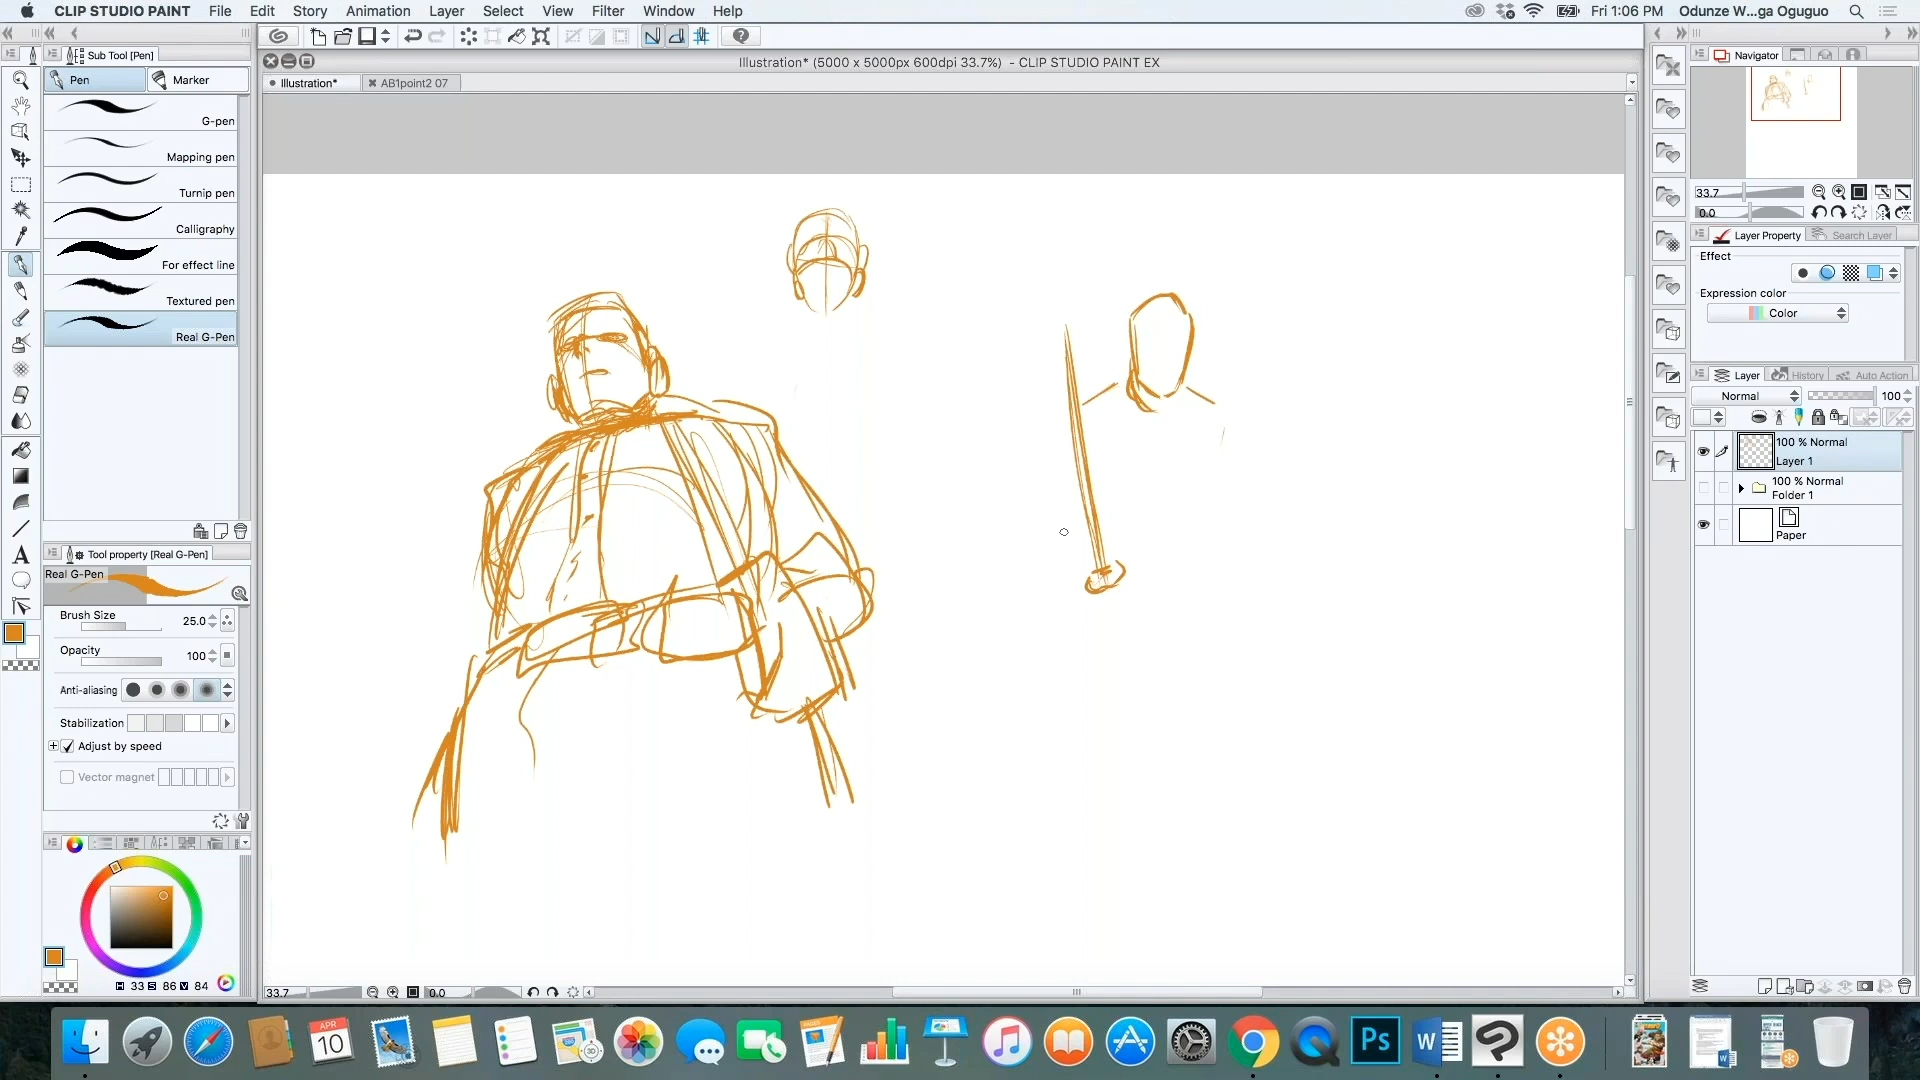 CLIP STUDIO PAINT File Edit Story Animation Layer Select View Filter Window Help Fri 1:06 PM Odunze W...ga Oguguo
Sub Tool [Pen]
Illustration* (5000 x 5000px 600dpi 33.7%) - CLIP STUDIO PAINT EX
Navigator
Pen Marker
Illustration* AB1point2 07
G-pen
Mapping pen
Turnip pen
Calligraphy
For effect line
Textured pen
Real G-Pen
33.7
0.0
Layer Property Search Layer
Effect
Expression color
Color
Layer History Auto Action
Normal 100
100 % Normal
Layer 1
100 % Normal
Folder 1
Paper
Tool property [Real G-Pen]
Real G-Pen
Brush Size 25.0
Opacity 100
Anti-aliasing
Stabilization
Adjust by speed
Vector magnet
H 33 S 86 V 84
33.7 0.0
APR
10
PAGES
Ps
W